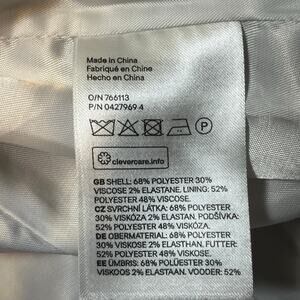 Made in China
Fabriqué en Chine
Hecho en China
O/N 766113
P/N 0427969 4
P
clevercare.info
GB SHELL: 68% POLYESTER 30%
VISCOSE 2% ELASTANE. LINING: 52%
POLYESTER 48% VISCOSE.
CZ SVRCHNÍ LÁTKA: 68% POLYESTER
30% VISKÓZA 2% ELASTAN. PODŠÍVKA:
52% POLYESTER 48% VISKÓZA.
DE OBERMATERIAL: 68% POLYESTER
30% VISKOSE 2% ELASTHAN. FUTTER:
52% POLYESTER 48% VISKOSE.
EE ÜMBRIS: 68% POLÜESTER 30%
VISKOOS 2% ELASTAAN. VOODER: 52%